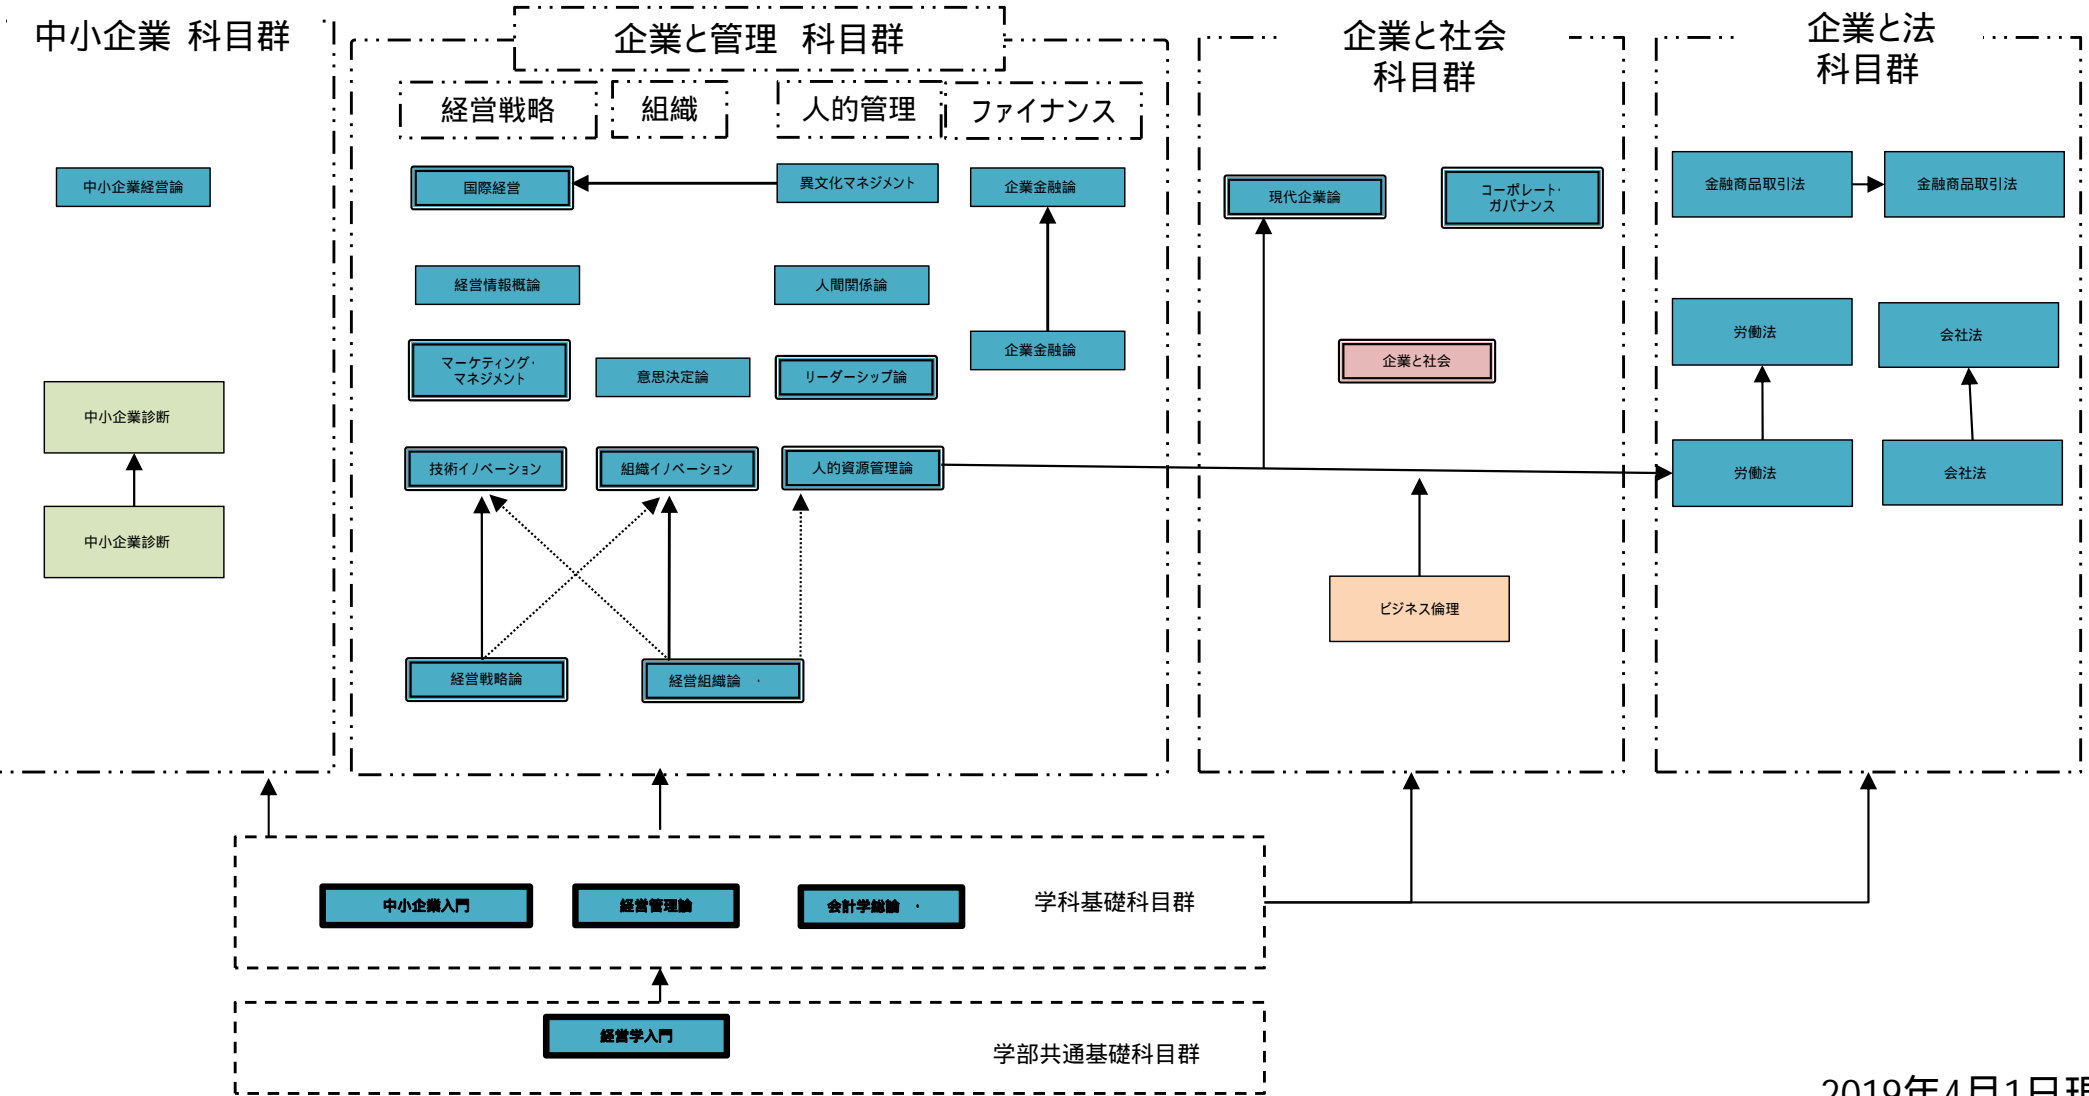 中小企業 科目群
企業と管理 科目群
企業と社会
科目群
企業と法
科目群
経営戦略
組織
人的管理
ファイナンス
中小企業経営論
国際経営
異文化マネジメント
企業金融論
現代企業論
コーポレート・
ガバナンス
金融商品取引法
金融商品取引法
経営情報概論
人間関係論
マーケティング・
マネジメント
意思決定論
リーダーシップ論
企業金融論
企業と社会
労働法
会社法
中小企業診断
技術イノベーション
組織イノベーション
人的資源管理論
労働法
会社法
中小企業診断
ビジネス倫理
経営戦略論
経営組織論 ・
中小企業入門
経営管理論
会計学総論 ・
学科基礎科目群
経営学入門
学部共通基礎科目群
2019年4月1日現